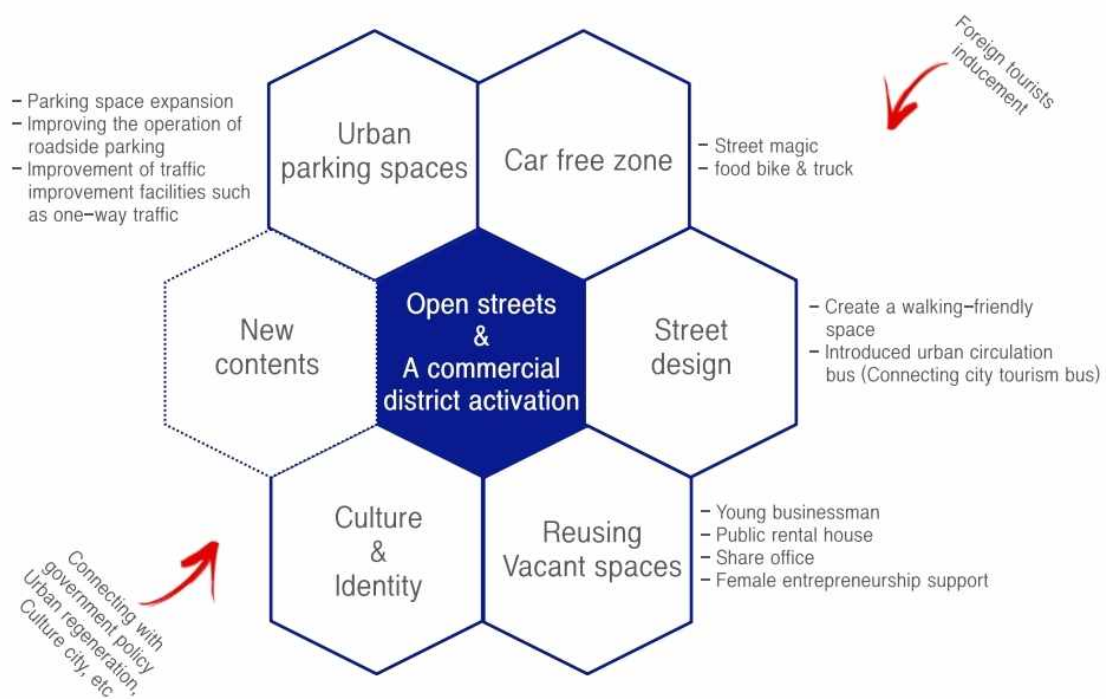 Foreign tourists
inducement
- Parking space expansion
- Improving the operation of
roadside parking
- Improvement of traffic
improvement facilities such
as one-way traffic
Urban
parking spaces
Car free zone
- Street magic
- food bike & truck
New
contents
Open streets
&
A commercial
district activation
Street
design
- Create a walking-friendly
space
- Introduced urban circulation
bus (Connecting city tourism bus)
Culture
&
Identity
Reusing
Vacant spaces
- Young businessman
- Public rental house
- Share office
- Female entrepreneurship support
Connecting with
government policy
Urban regeneration,
Culture city, etc